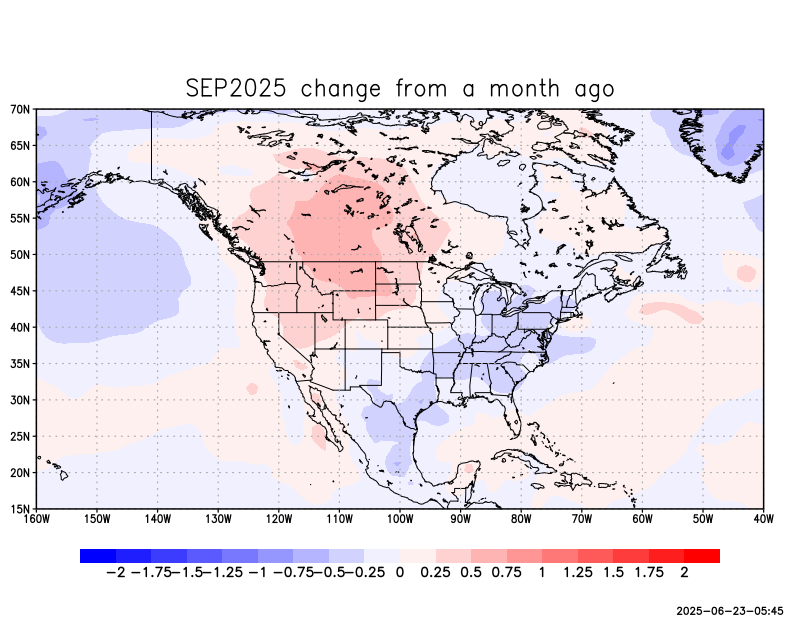 SEP2025 change from a month ago
70N
65N
60N
55N
50N
45N
40N
35N
30N
25N
20N
15N
160W 150W 140W 130W 120W 110W 100W 90W 80W 70W 60W 50W 40W
−2 −1.75 −1.5 −1.25 −1 −0.75 −0.5 −0.25 0 0.25 0.5 0.75 1 1.25 1.5 1.75 2
2025-06-23-05:45